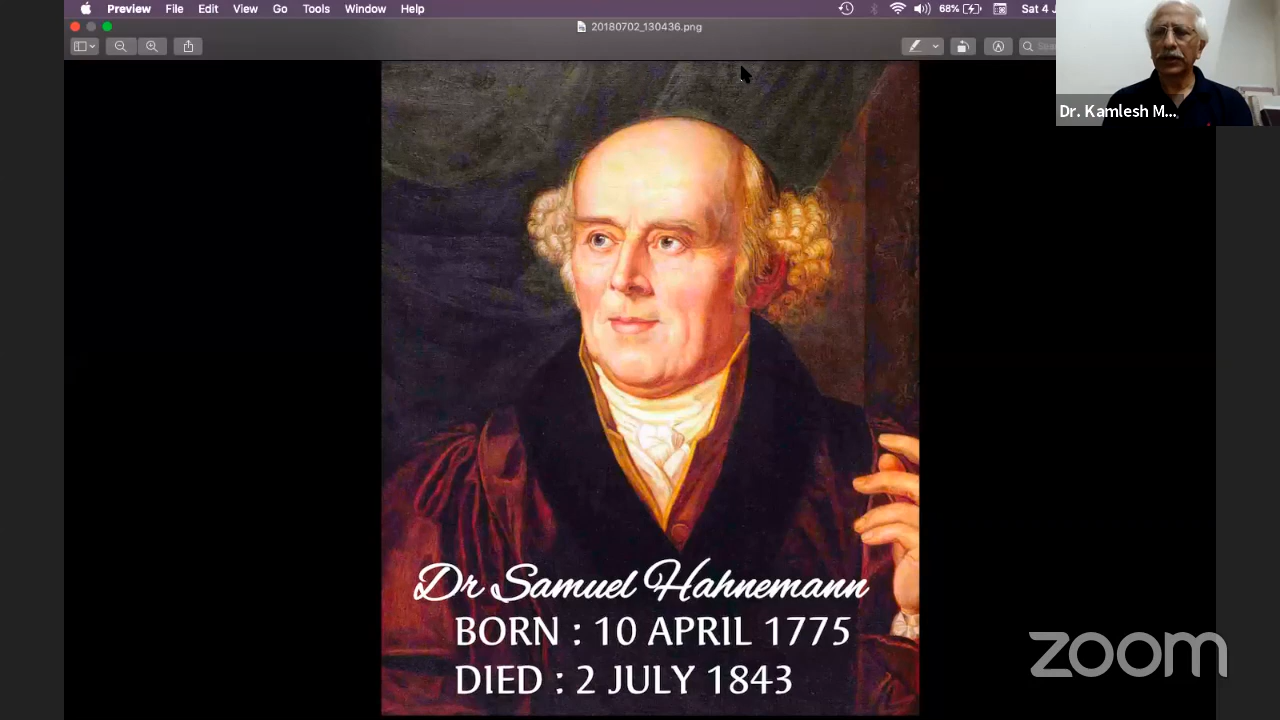 Preview File Edit View Go Tools Window Help 68% Sat 4 J
20180702_130436.png
Dr. Kamlesh M...
Dr Samuel Hahnemann
BORN : 10 APRIL 1775
DIED : 2 JULY 1843
zoom